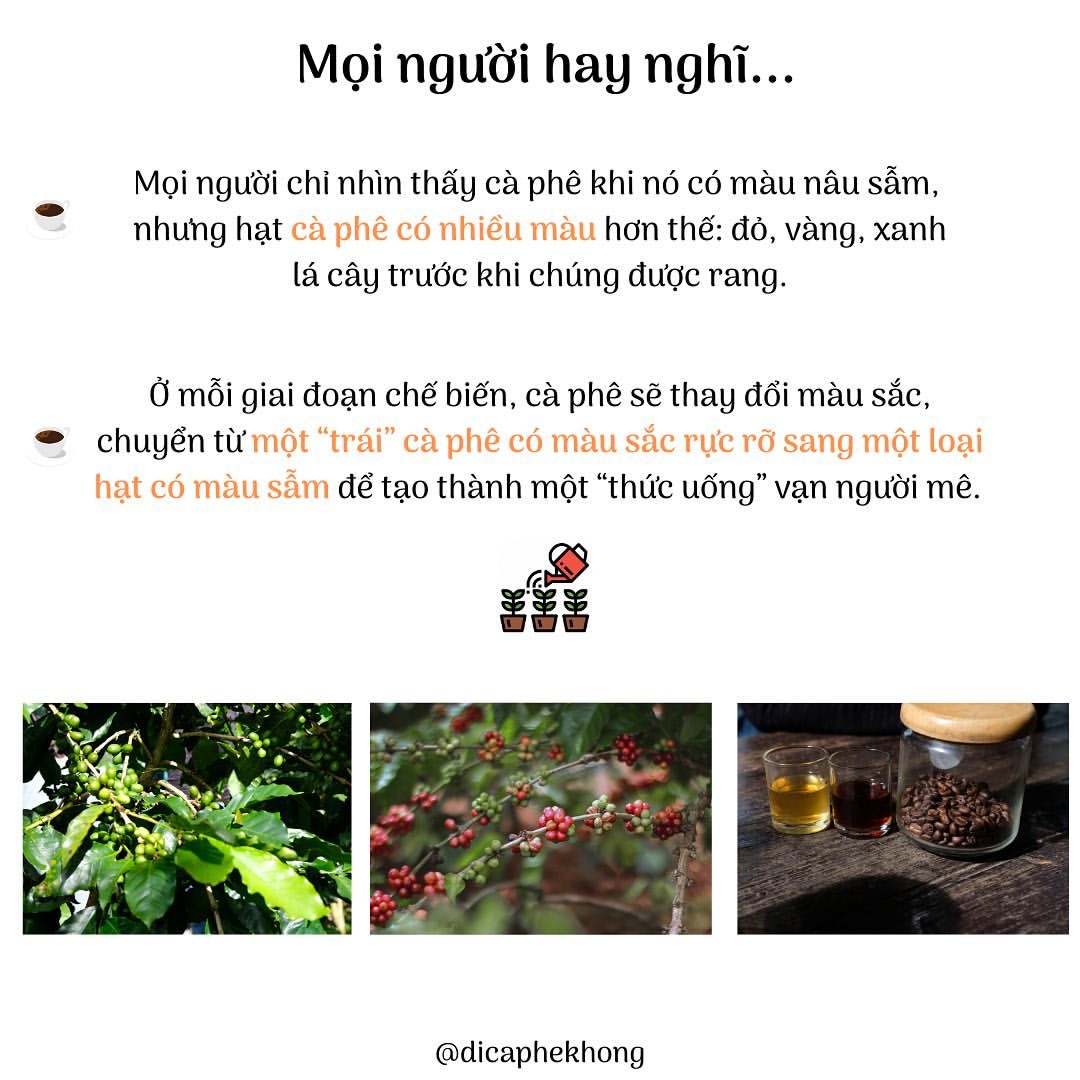 Mọi người hay nghĩ...
Mọi người chỉ nhìn thấy cà phê khi nó có màu nâu sẫm,
nhưng hạt cà phê có nhiều màu hơn thế: đỏ, vàng, xanh
lá cây trước khi chúng được rang.
Ở mỗi giai đoạn chế biến, cà phê sẽ thay đổi màu sắc,
chuyển từ một “trái” cà phê có màu sắc rực rỡ sang một loại
hạt có màu sẫm để tạo thành một “thức uống” vạn người mê.
@dicaphekhong